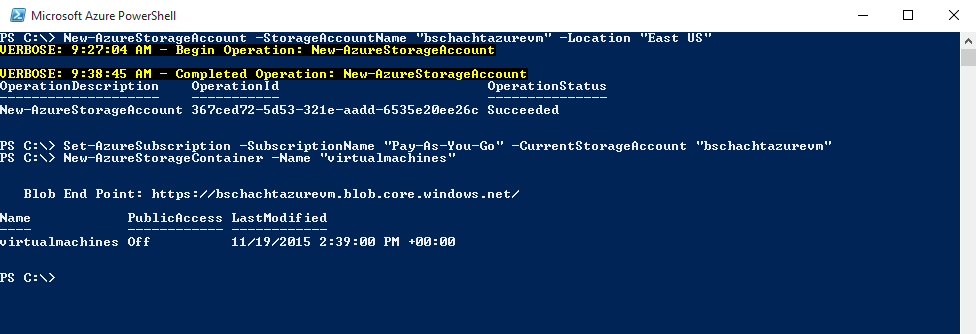 Microsoft Azure PowerShell
PS C:\> New-AzureStorageAccount -StorageAccountName "bschachtazurevm" -Location "East US"
VERBOSE: 9:27:04 AM - Begin Operation: New-AzureStorageAccount
VERBOSE: 9:38:45 AM - Completed Operation: New-AzureStorageAccount
OperationDescription    OperationId                          OperationStatus
--------------------    -----------                          ---------------
New-AzureStorageAccount 367ced72-5d53-321e-aadd-6535e20ee26c Succeeded
PS C:\> Set-AzureSubscription -SubscriptionName "Pay-As-You-Go" -CurrentStorageAccount "bschachtazurevm"
PS C:\> New-AzureStorageContainer -Name "virtualmachines"
   Blob End Point: https://bschachtazurevm.blob.core.windows.net/
Name            PublicAccess LastModified
----            ------------ ------------
virtualmachines Off          11/19/2015 2:39:00 PM +00:00
PS C:\>